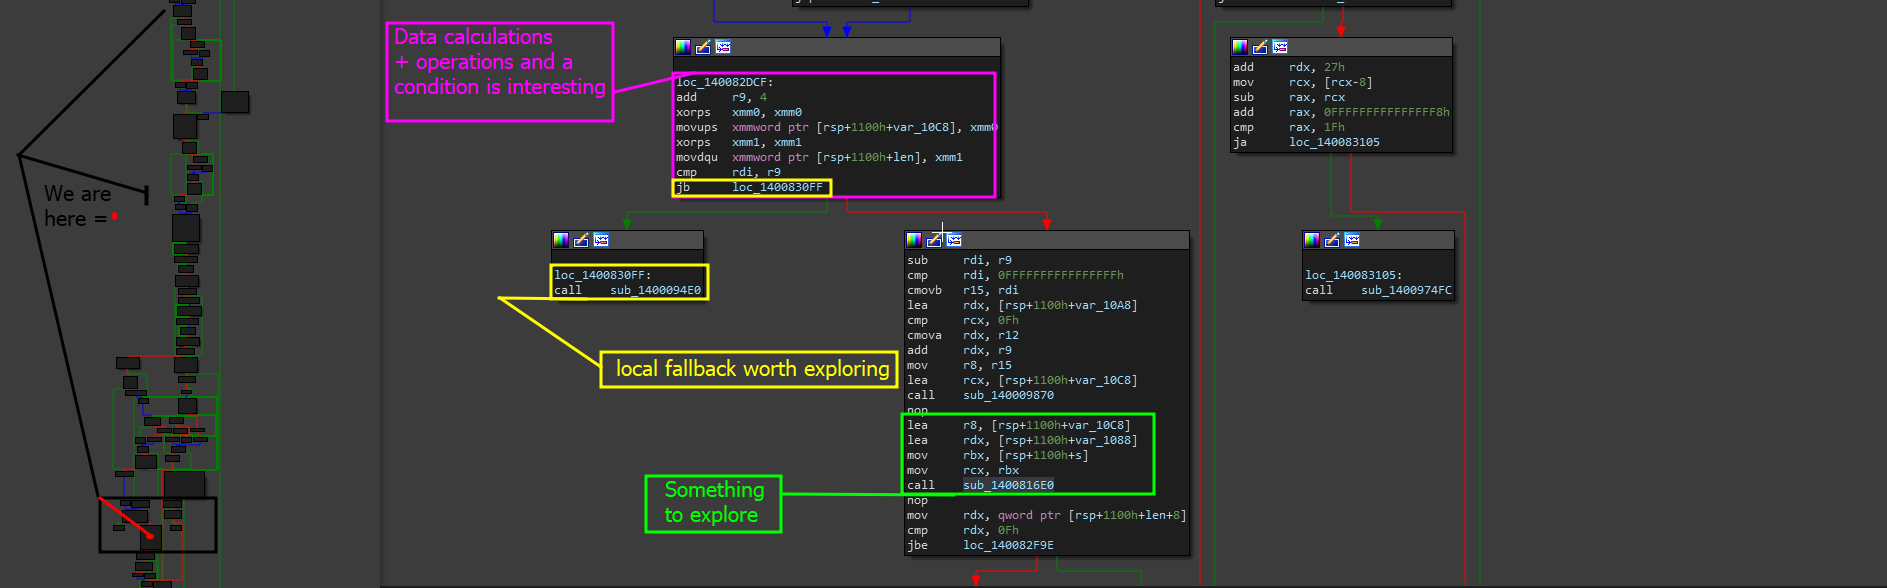 We are
here =
Data calculations
+ operations and a
condition is interesting
loc_140082DCF:
add r9, 4
xorps xmm0, xmm0
movups xmmword ptr [rsp+1100h+var_10C8], xmm0
xorps xmm1, xmm1
movdqu xmmword ptr [rsp+1100h+len], xmm1
cmp rdi, r9
jb loc_1400830FF
loc_1400830FF:
call sub_1400094E0
local fallback worth exploring
sub rdi, r9
cmp rdi, 0FFFFFFFFFFFFFFFFh
cmovb r15, rdi
lea rdx, [rsp+1100h+var_10A8]
cmp rcx, 0Fh
cmova rdx, r12
add rdx, r9
mov r8, r15
lea rcx, [rsp+1100h+var_10C8]
call sub_140009870
nop
lea r8, [rsp+1100h+var_10C8]
lea rdx, [rsp+1100h+var_1088]
mov rbx, [rsp+1100h+s]
mov rcx, rbx
call sub_1400816E0
nop
mov rdx, qword ptr [rsp+1100h+len+8]
cmp rdx, 0Fh
jbe loc_140082F9E
Something
to explore
add rdx, 27h
mov rcx, [rcx-8]
sub rax, rcx
add rax, 0FFFFFFFFFFFFFFF8h
cmp rax, 1Fh
ja loc_140083105
loc_140083105:
call sub_1400974FC